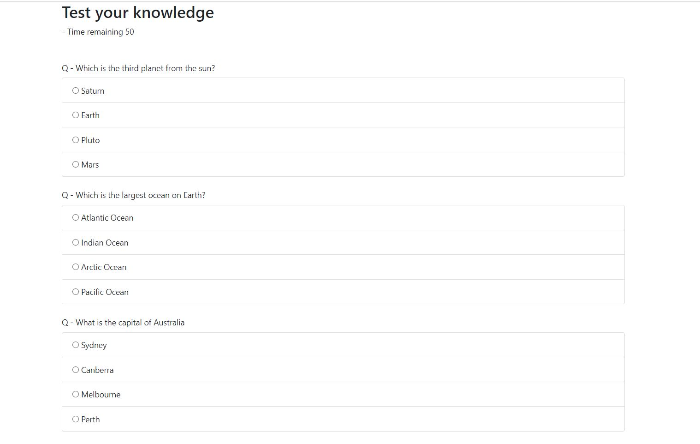 Test your knowledge
- Time remaining 50
Q - Which is the third planet from the sun?
Saturn
Earth
Pluto
Mars
Q - Which is the largest ocean on Earth?
Atlantic Ocean
Indian Ocean
Arctic Ocean
Pacific Ocean
Q - What is the capital of Australia
Sydney
Canberra
Melbourne
Perth